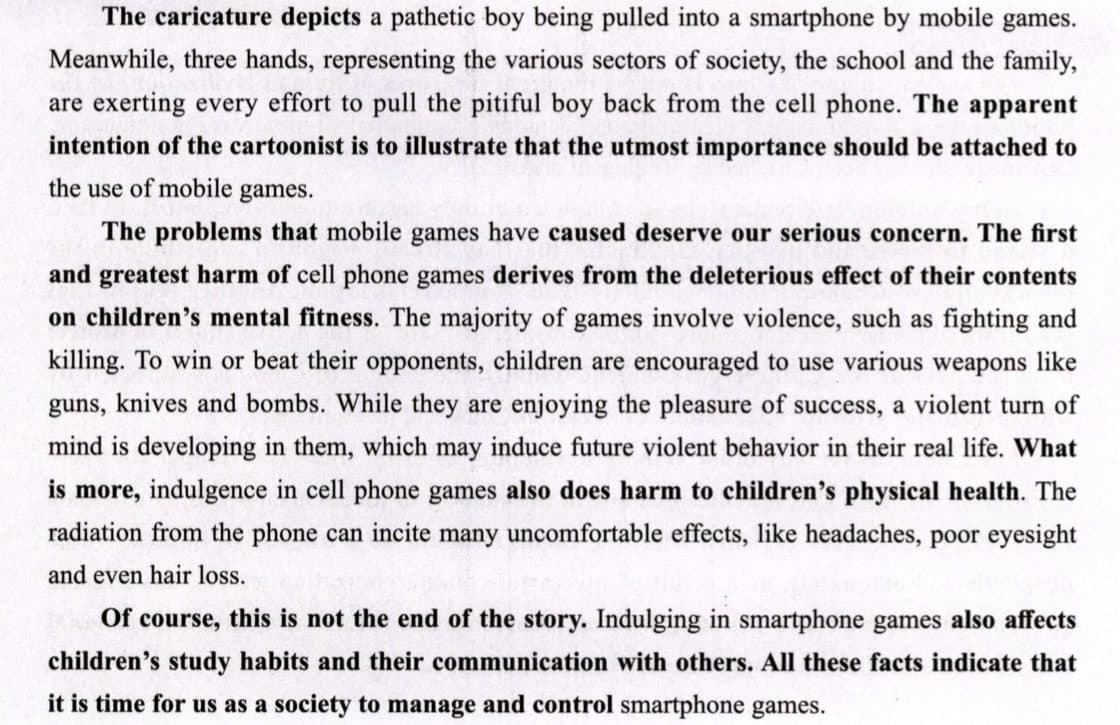 The caricature depicts a pathetic boy being pulled into a smartphone by mobile games.
Meanwhile, three hands, representing the various sectors of society, the school and the family,
are exerting every effort to pull the pitiful boy back from the cell phone. The apparent
intention of the cartoonist is to illustrate that the utmost importance should be attached to
the use of mobile games.
The problems that mobile games have caused deserve our serious concern. The first
and greatest harm of cell phone games derives from the deleterious effect of their contents
on children's mental fitness. The majority of games involve violence, such as fighting and
killing. To win or beat their opponents, children are encouraged to use various weapons like
guns, knives and bombs. While they are enjoying the pleasure of success, a violent turn of
mind is developing in them, which may induce future violent behavior in their real life. What
is more, indulgence in cell phone games also does harm to children's physical health. The
radiation from the phone can incite many uncomfortable effects, like headaches, poor eyesight
and even hair loss.
Of course, this is not the end of the story. Indulging in smartphone games also affects
children's study habits and their communication with others. All these facts indicate that
it is time for us as a society to manage and control smartphone games.